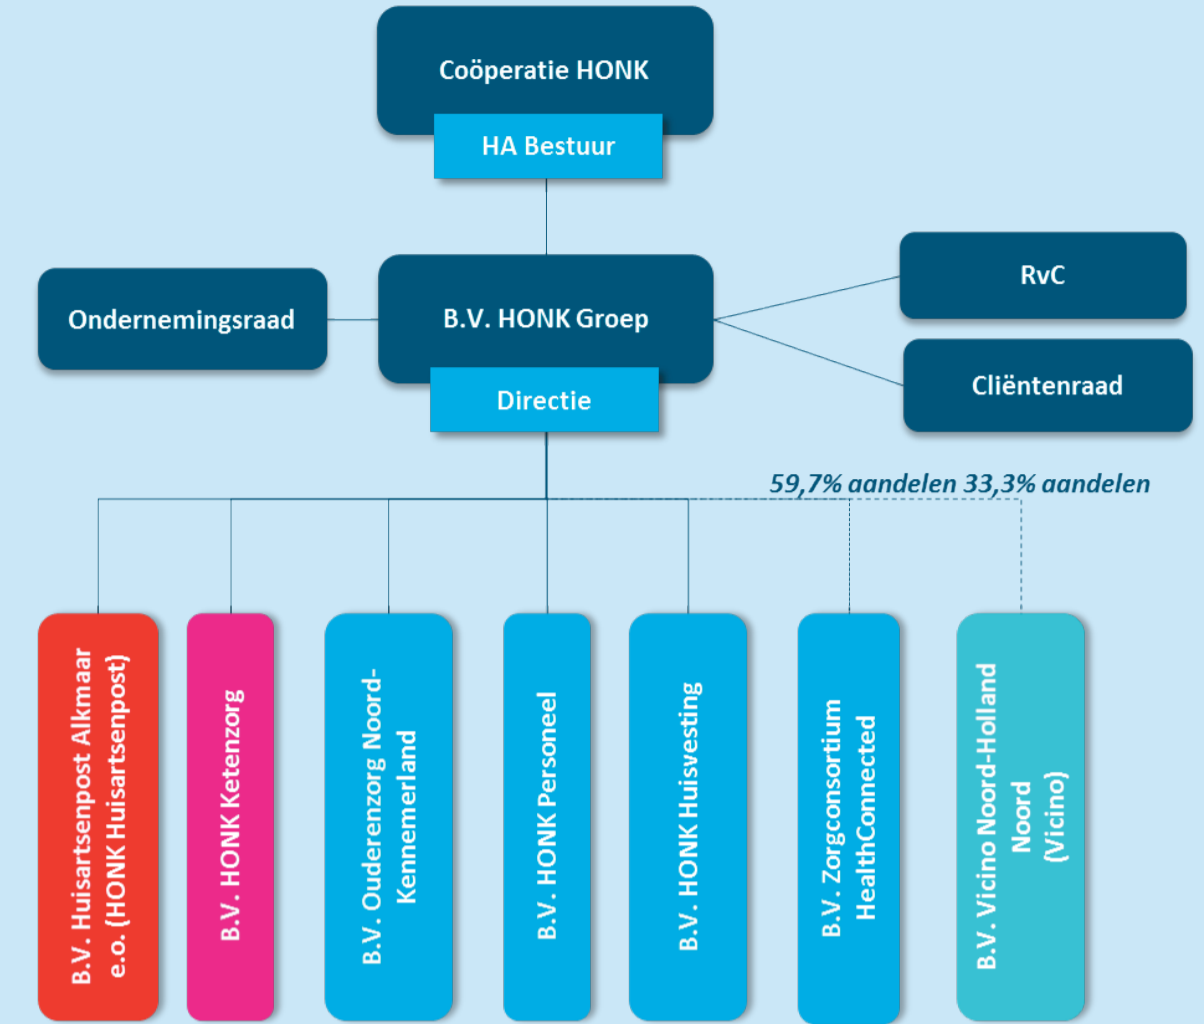 Coöperatie HONK
HA Bestuur
RvC
Ondernemingsraad
B.V. HONK Groep
Cliëntenraad
Directie
59,7% aandelen 33,3% aandelen
B.V. Huisartsenpost Alkmaar
e.o. (HONK Huisartsenpost)
B.V. HONK Ketenzorg
B.V. Ouderenzorg Noord-
Kennemerland
B.V. HONK Personeel
B.V. HONK Huisvesting
B.V. Zorgconsortium
HealthConnected
B.V. Vicino Noord-Holland
Noord
(Vicino)